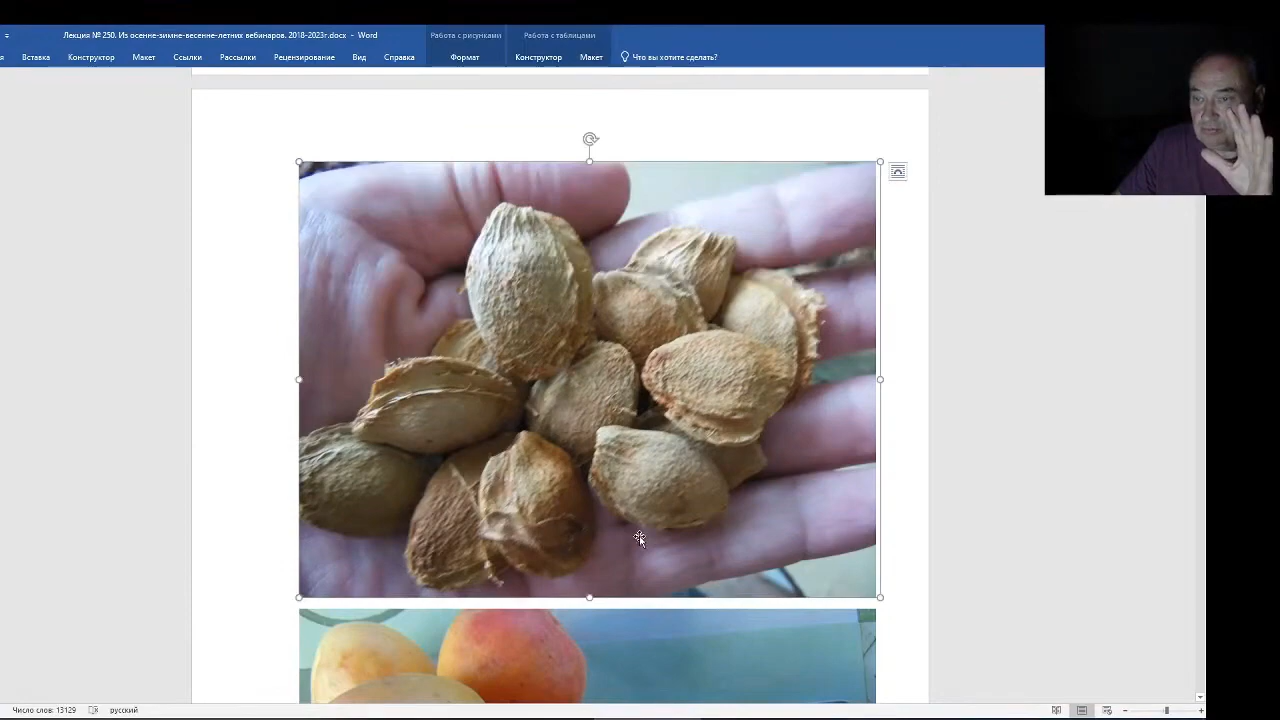 Лекция № 250. Из осенне-зимне-весенне-летних вебинаров. 2018-2023г.docx - Word
Работа с рисунками
Работа с таблицами
я Вставка Конструктор Макет Ссылки Рассылки Рецензирование Вид Справка Формат Конструктор Макет Что вы хотите сделать?
Число слов: 13129 русский